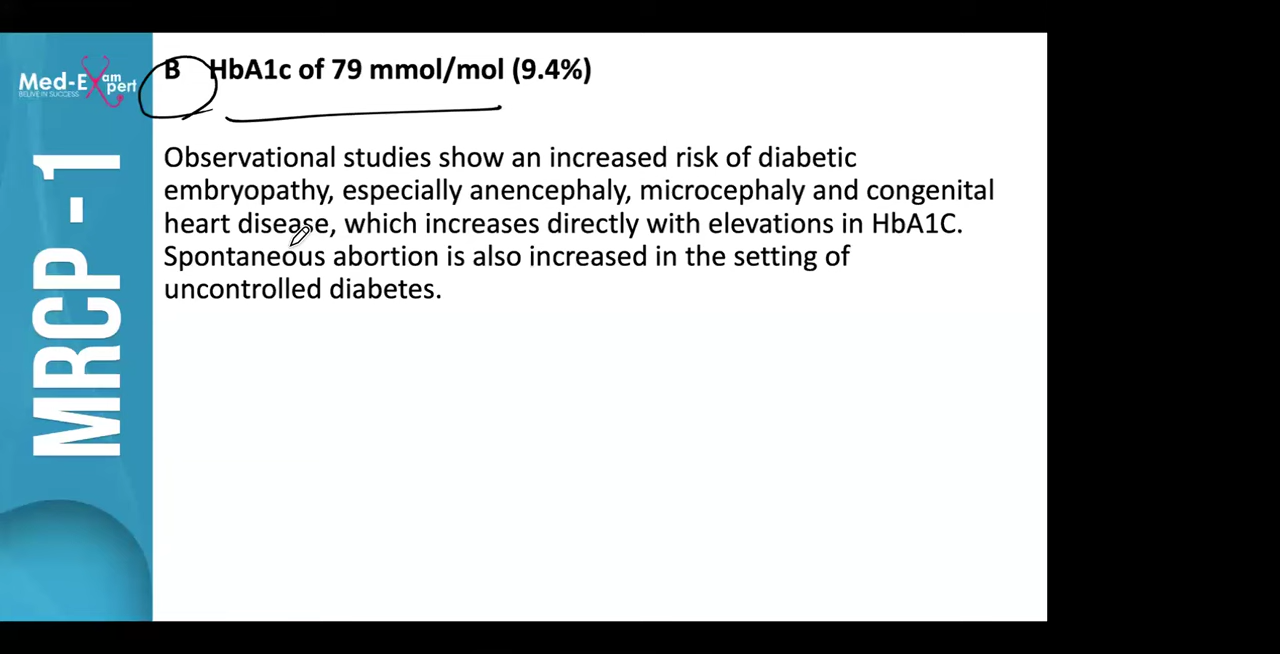 Med-Exam
pert
BELIVE IN SUCCESS
MRCP - 1
B HbA1c of 79 mmol/mol (9.4%)
Observational studies show an increased risk of diabetic
embryopathy, especially anencephaly, microcephaly and congenital
heart disease, which increases directly with elevations in HbA1C.
Spontaneous abortion is also increased in the setting of
uncontrolled diabetes.